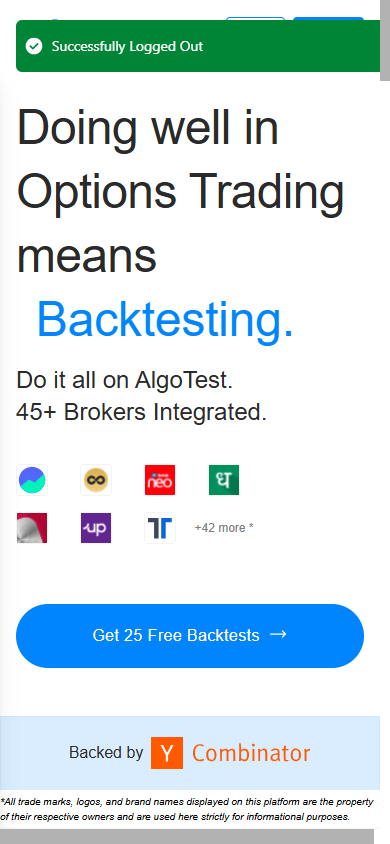 Successfully Logged Out
Doing well in
Options Trading
means
Backtesting.
Do it all on AlgoTest.
45+ Brokers Integrated.
neo
ध
up
+42 more *
Get 25 Free Backtests →
Backed by Y Combinator
*All trade marks, logos, and brand names displayed on this platform are the property
of their respective owners and are used here strictly for informational purposes.